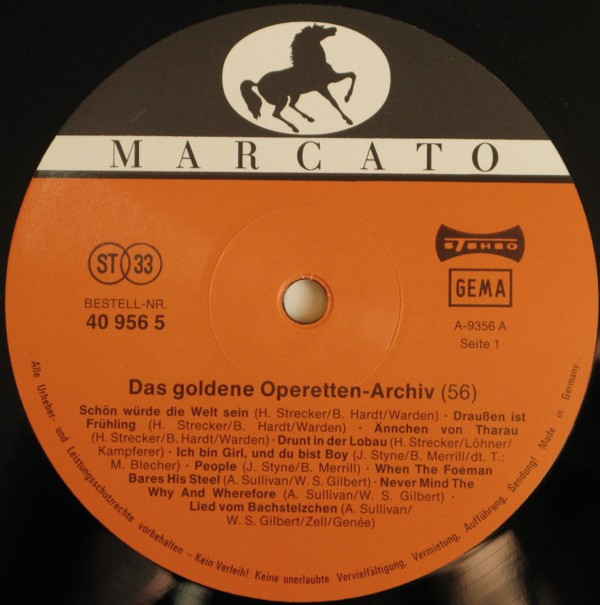 MARCATO
ST 33
STEREO
GEMA
BESTELL-NR.
40 956 5
A-9356 A
Seite 1
Das goldene Operetten-Archiv (56)
Schön würde die Welt sein (H. Strecker/B. Hardt/Warden) · Draußen ist
Frühling (H. Strecker/B. Hardt/Warden) · Ännchen von Tharau
(H. Strecker/B. Hardt/Warden) · Drunt in der Lobau (H. Strecker/Löhner/
Kampferer) · Ich bin Girl, und du bist Boy (J. Styne/B. Merrill/dt. T.:
M. Blecher) · People (J. Styne/B. Merrill) · When The Foeman
Bares His Steel (A. Sullivan/W. S. Gilbert) · Never Mind The
Why And Wherefore (A. Sullivan/W. S. Gilbert) ·
Lied vom Bachstelzchen (A. Sullivan/
W. S. Gilbert/Zell/Genée)
· Alle Urheber- und Leistungsschutzrechte vorbehalten – Kein Verleih! Keine unerlaubte Vervielfältigung, Vermietung, Aufführung, Sendung! Made in Germany ·